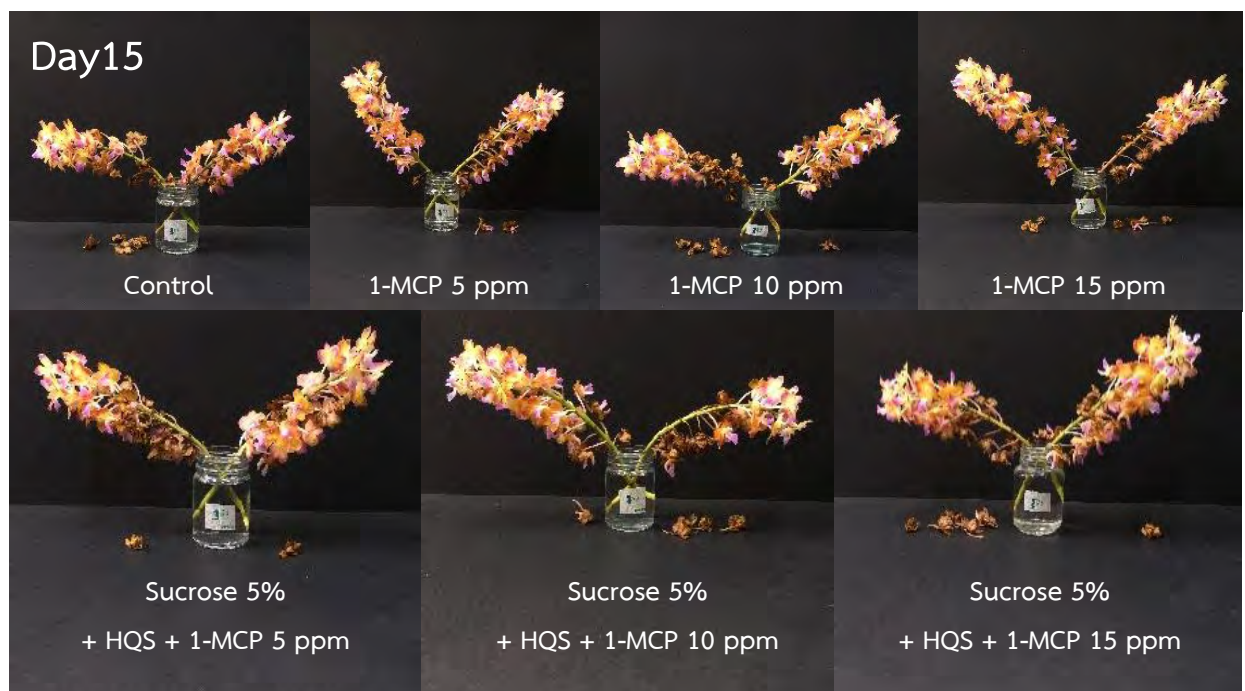 Day15
Control
1-MCP 5 ppm
1-MCP 10 ppm
1-MCP 15 ppm
Sucrose 5%
+ HQS + 1-MCP 5 ppm
Sucrose 5%
+ HQS + 1-MCP 10 ppm
Sucrose 5%
+ HQS + 1-MCP 15 ppm